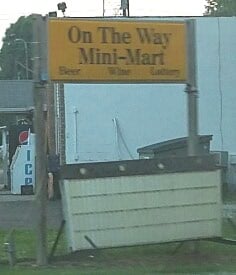 On The Way
Mini-Mart
Beer Wine Lottery
ICE